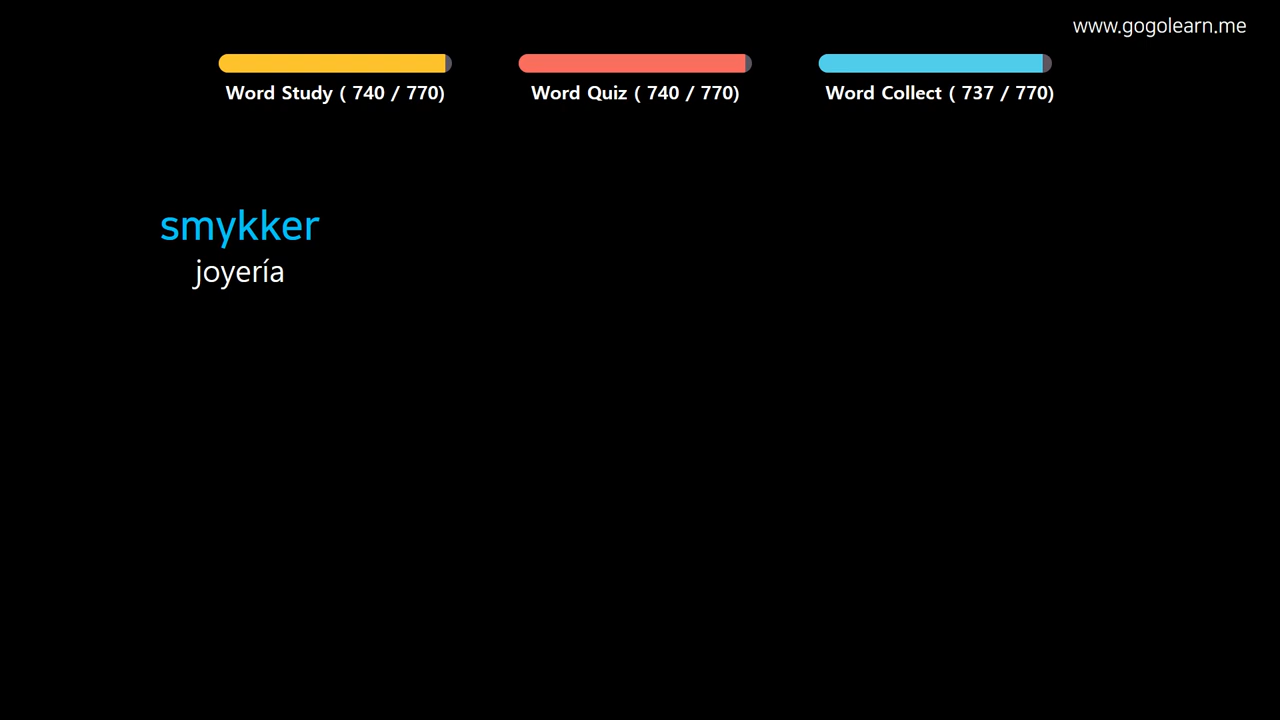 www.gogolearn.me
Word Study ( 740 / 770)
Word Quiz ( 740 / 770)
Word Collect ( 737 / 770)
smykker
joyería